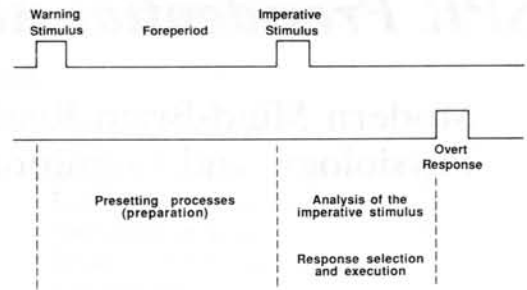 Warning
Stimulus
Foreperiod
Imperative
Stimulus
Overt
Response
Presetting processes
(preparation)
Analysis of the
imperative stimulus
Response selection
and execution